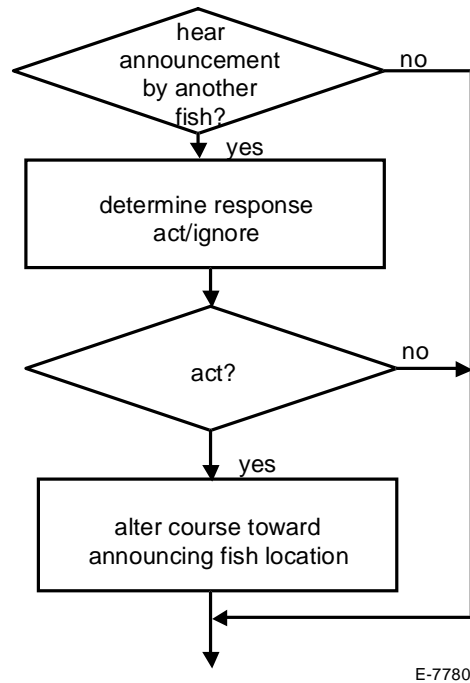 hear
announcement
by another
fish?
no
yes
determine response
act/ignore
act?
no
yes
alter course toward
announcing fish location
E-7780